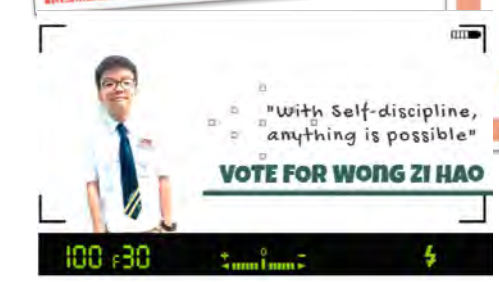 "With Self-discipline,
anything is possible"
VOTE FOR WONG ZI HAO
100 F30